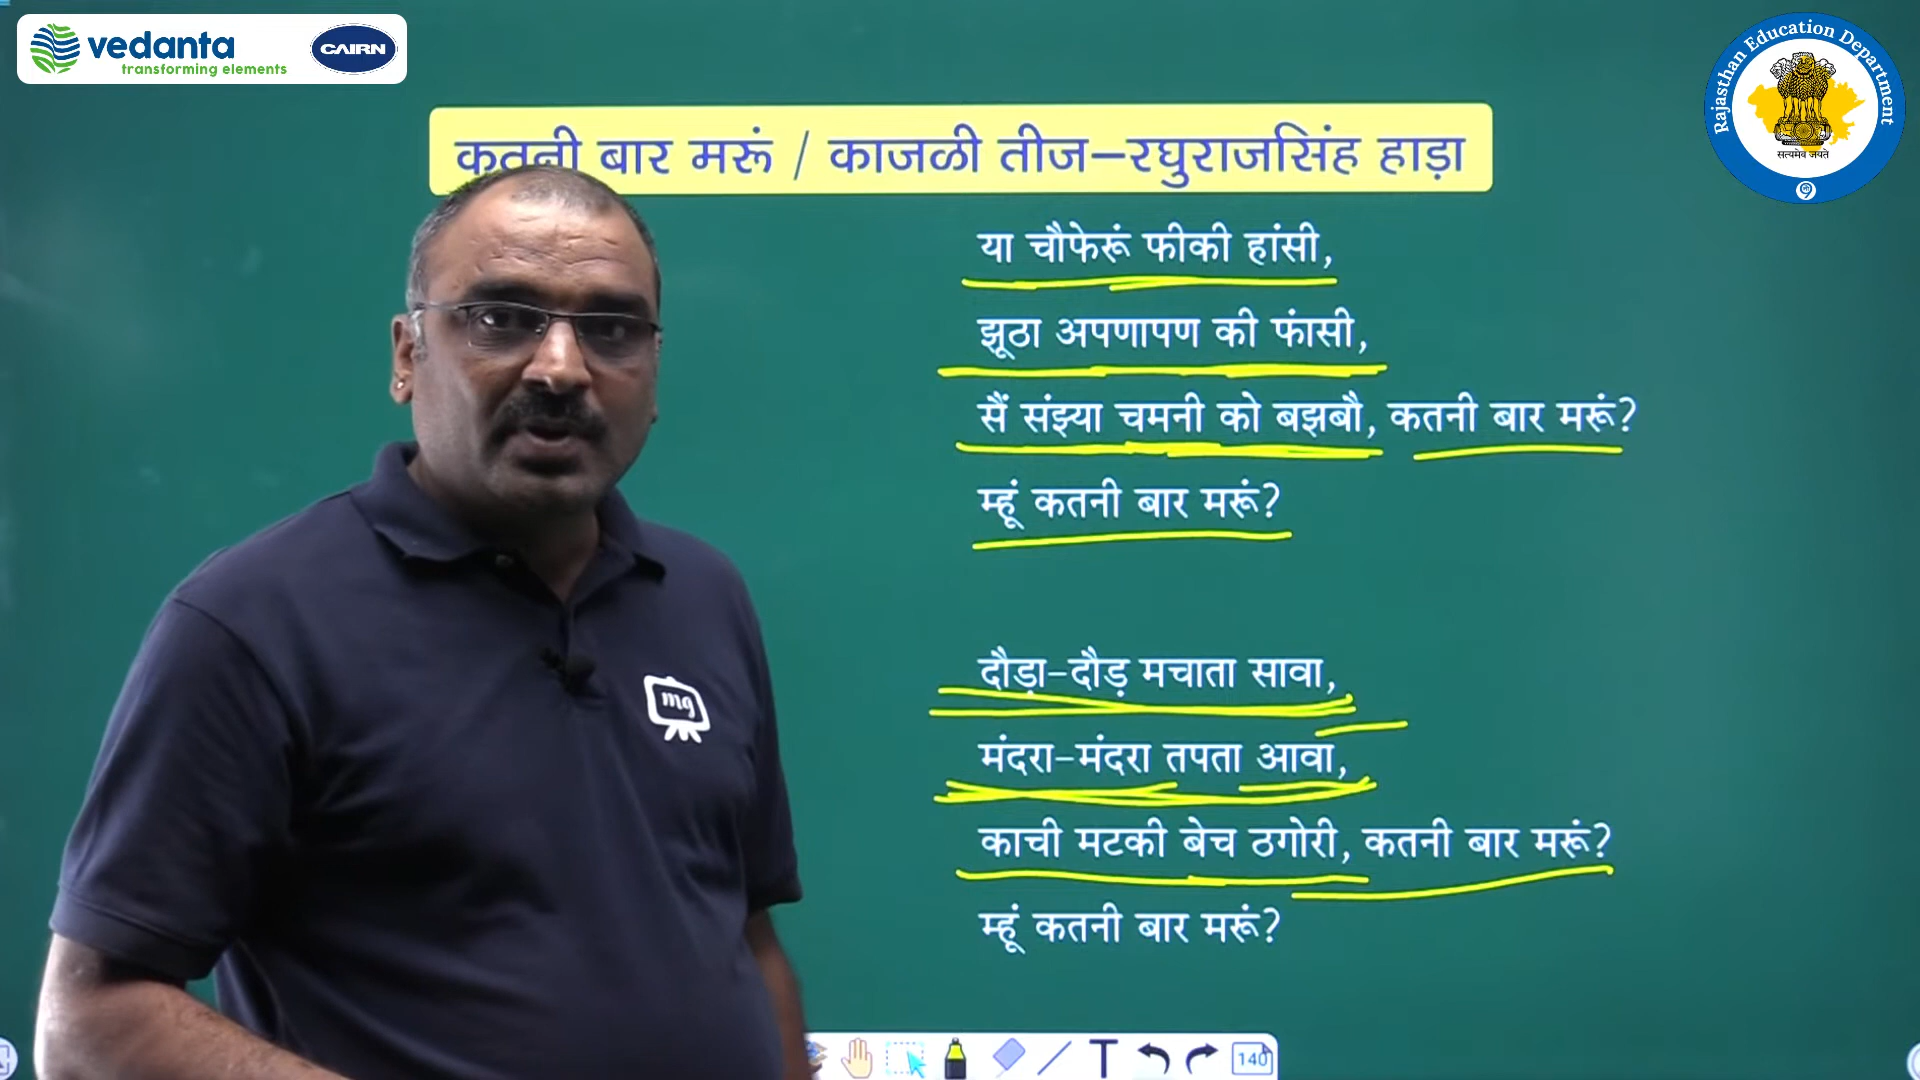 vedanta
transforming elements
CAIRN
Rajasthan Education Department
सत्यमेव जयते
कतनी बार मरूं / काजळी तीज–रघुराजसिंह हाड़ा
या चौफेरूं फीकी हांसी,
झूठा अपणापण की फांसी,
सैं संझ्या चमनी को बझबौ, कतनी बार मरूं?
म्हूं कतनी बार मरूं?
दौड़ा–दौड़ मचाता सावा,
मंदरा–मंदरा तपता आवा,
काची मटकी बेच ठगोरी, कतनी बार मरूं?
म्हूं कतनी बार मरूं?
mg
T
140